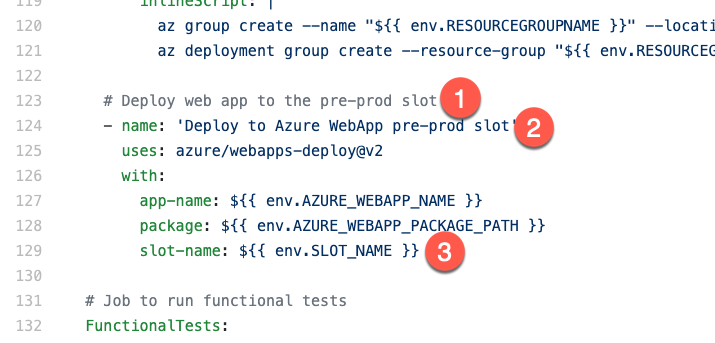 119 inlineScript: |
120 az group create --name "${{ env.RESOURCEGROUPNAME }}" --locati
121 az deployment group create --resource-group "${{ env.RESOURCEG
122
123 # Deploy web app to the pre-prod slot 1
124 - name: 'Deploy to Azure WebApp pre-prod slot' 2
125 uses: azure/webapps-deploy@v2
126 with:
127 app-name: ${{ env.AZURE_WEBAPP_NAME }}
128 package: ${{ env.AZURE_WEBAPP_PACKAGE_PATH }}
129 slot-name: ${{ env.SLOT_NAME }} 3
130
131 # Job to run functional tests
132 FunctionalTests: